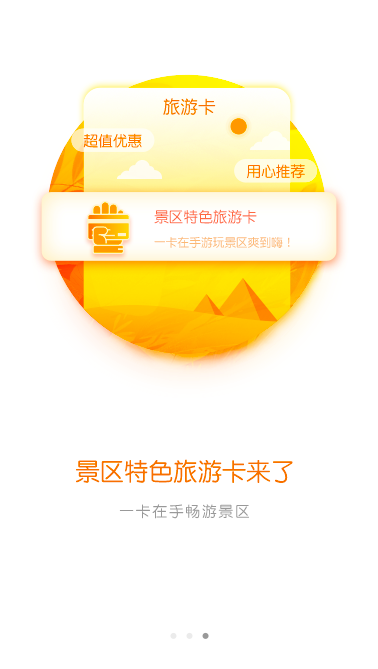 旅游卡
超值优惠
用心推荐
景区特色旅游卡
一卡在手游玩景区爽到嗨！
景区特色旅游卡来了
一卡在手畅游景区